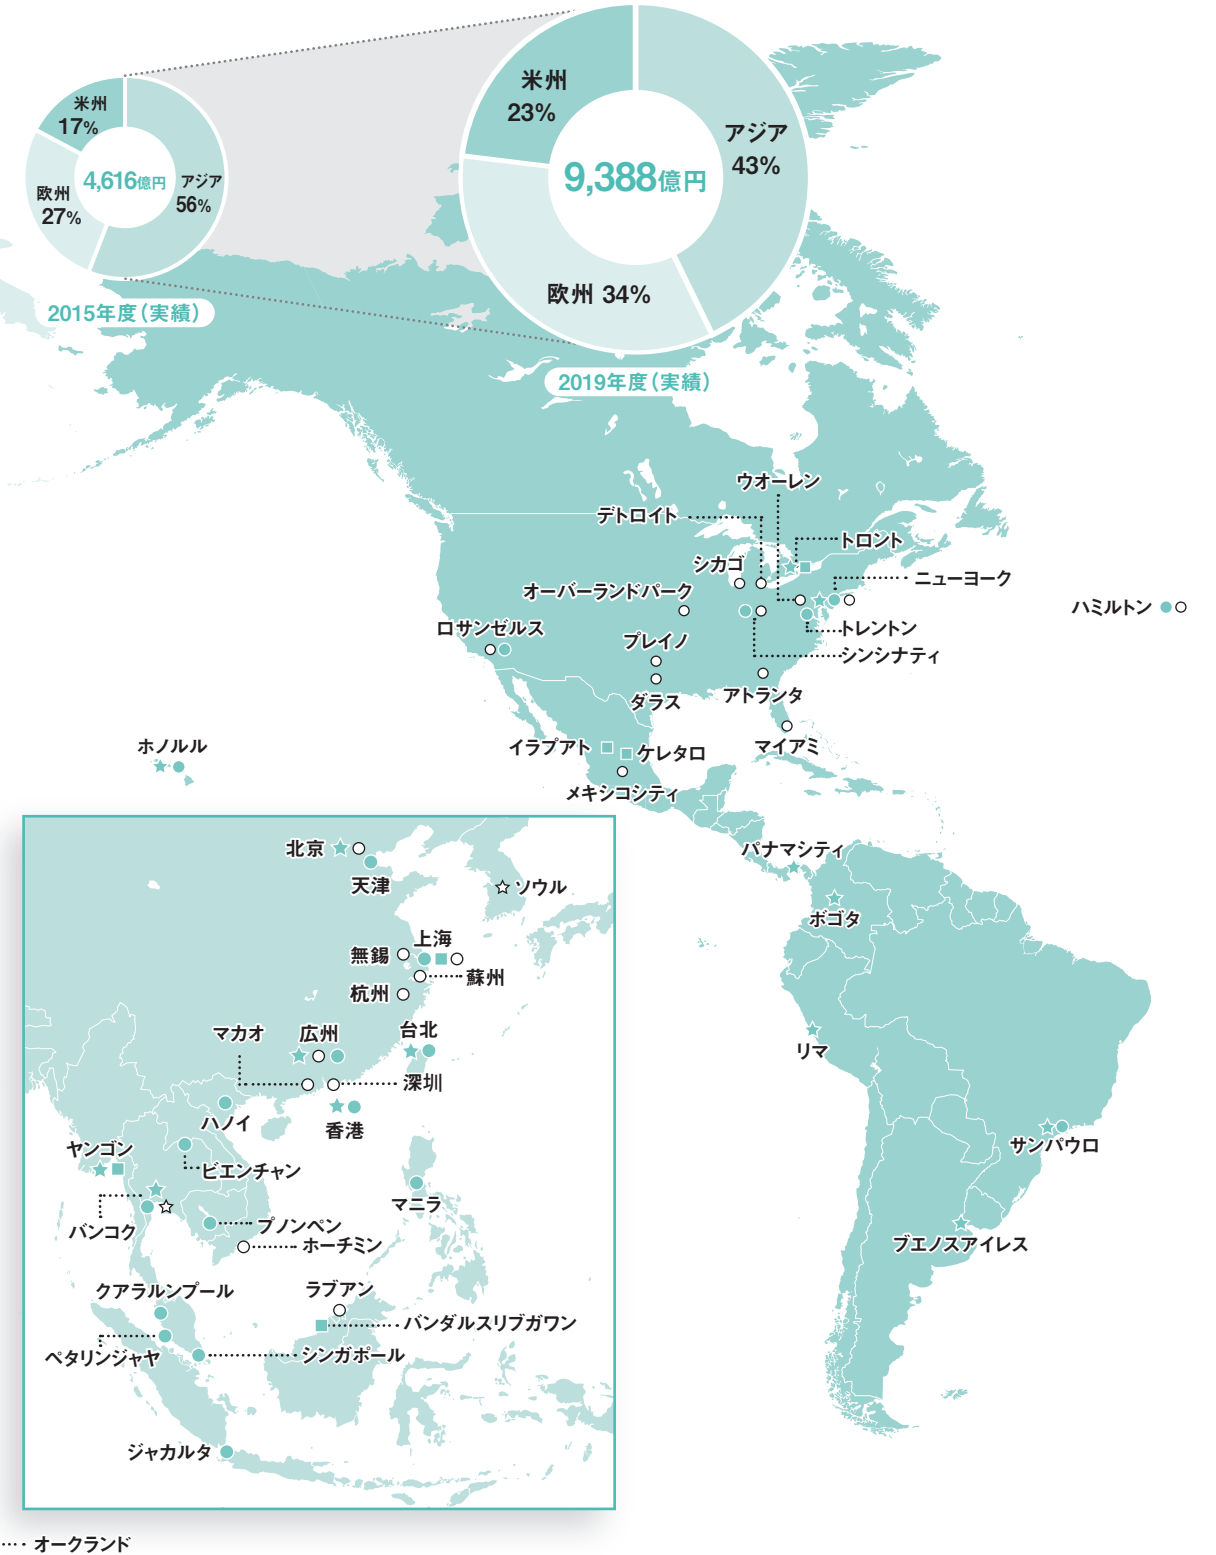 米州
17%
4,616億円
欧州
27%
アジア
56%
2015年度(実績)
米州
23%
9,388億円
アジア
43%
欧州 34%
2019年度(実績)
ウオーレン
デトロイト
トロント
シカゴ
ニューヨーク
オーバーランドパーク
ハミルトン
ロサンゼルス
トレントン
プレイノ
シンシナティ
アトランタ
ダラス
ホノルル
イラプアト
ケレタロ
マイアミ
メキシコシティ
パナマシティ
ボゴタ
リマ
サンパウロ
ブエノスアイレス
北京
天津
ソウル
上海
無錫
蘇州
杭州
マカオ
広州
台北
深圳
香港
ハノイ
ヤンゴン
ビエンチャン
マニラ
バンコク
プノンペン
ホーチミン
クアラルンプール
ラブアン
バンダルスリブガワン
ペタリンジャヤ
シンガポール
ジャカルタ
オークランド